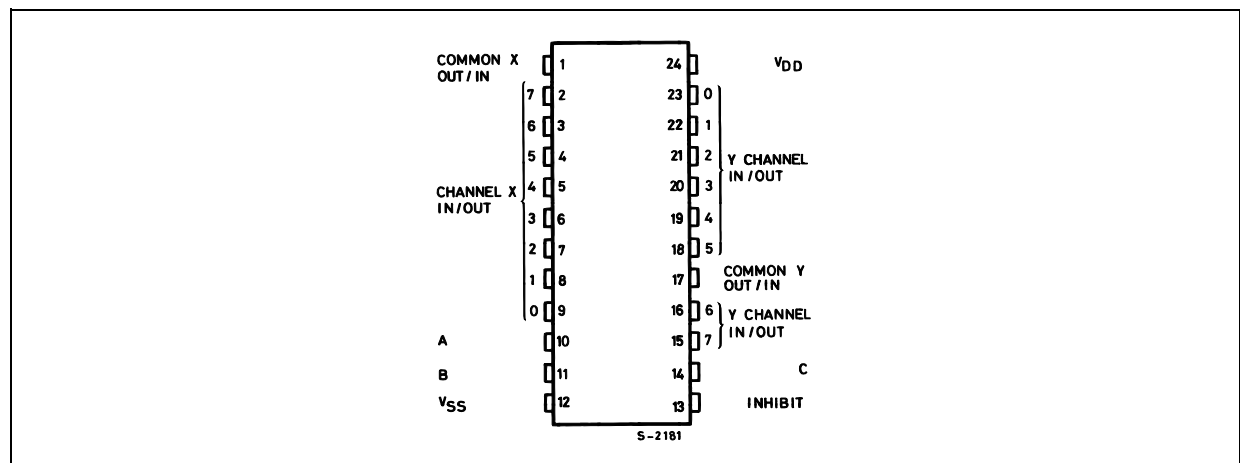 COMMON X
OUT / IN
1
24
VDD
7
2
23
0
6
3
22
1
5
4
21
2
Y CHANNEL
IN / OUT
CHANNEL X
IN / OUT
4
5
20
3
3
6
19
4
2
7
18
5
1
8
17
COMMON Y
OUT / IN
0
9
16
6
Y CHANNEL
IN / OUT
A
10
15
7
B
11
14
C
VSS
12
13
INHIBIT
S-2181